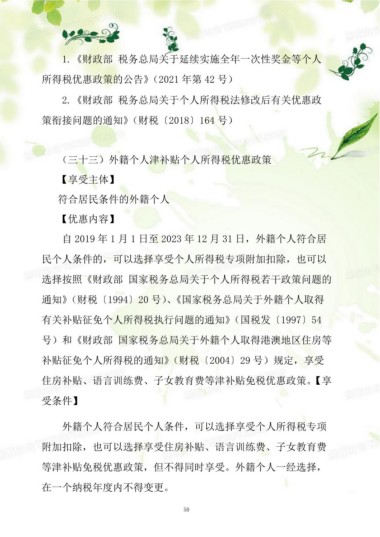 1.《财政部 税务总局关于延续实施全年一次性奖金等个人
所得税优惠政策的公告》（2021 年第 42 号）
2.《财政部 税务总局关于个人所得税法修改后有关优惠政
策衔接问题的通知》（财税〔2018〕164 号）
（三十三）外籍个人津补贴个人所得税优惠政策
【享受主体】
符合居民条件的外籍个人
【优惠内容】
自 2019 年 1 月 1 日至 2023 年 12 月 31 日，外籍个人符合居
民个人条件的，可以选择享受个人所得税专项附加扣除，也可以
选择按照《财政部 国家税务总局关于个人所得税若干政策问题的
通知》（财税〔1994〕20 号）、《国家税务总局关于外籍个人取得
有关补贴征免个人所得税执行问题的通知》（国税发〔1997〕54
号）和《财政部 国家税务总局关于外籍个人取得港澳地区住房等
补贴征免个人所得税的通知》（财税〔2004〕29 号）规定，享受
住房补贴、语言训练费、子女教育费等津补贴免税优惠政策。【享
受条件】
外籍个人符合居民个人条件，可以选择享受个人所得税专项
附加扣除，也可以选择享受住房补贴、语言训练费、子女教育费
等津补贴免税优惠政策，但不得同时享受。外籍个人一经选择，
在一个纳税年度内不得变更。
50